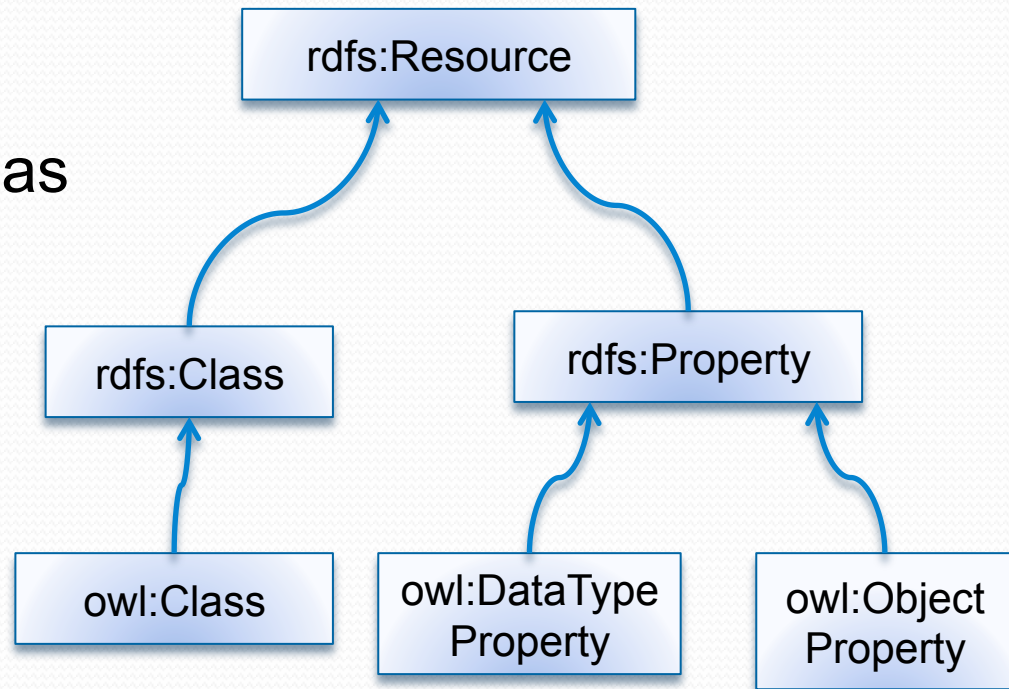 rdfs:Resource
as
rdfs:Class
rdfs:Property
owl:Class
owl:DataType
Property
owl:Object
Property